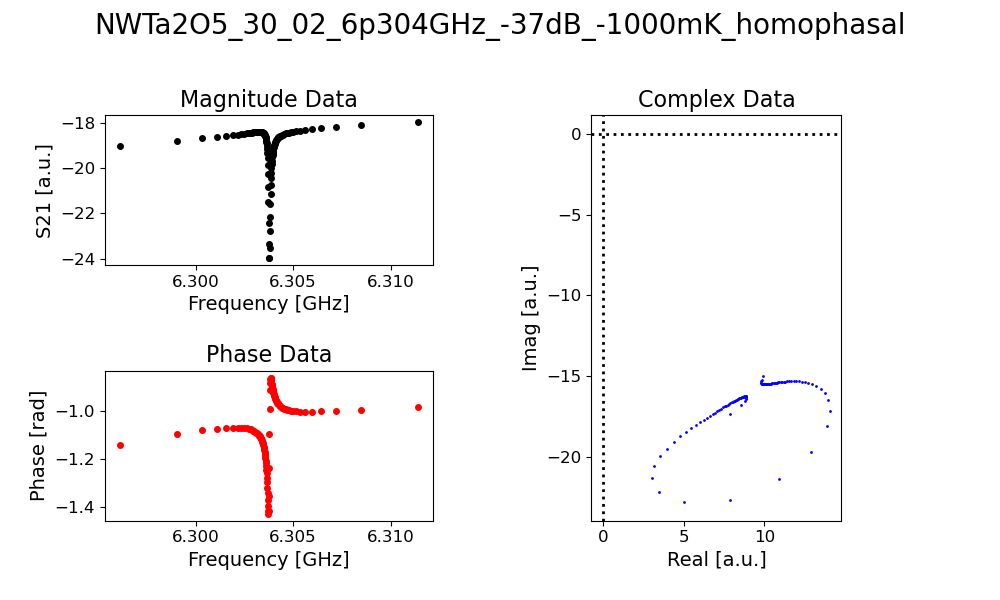 NWTa2O5_30_02_6p304GHz_-37dB_-1000mK_homophasal
Magnitude Data
S21 [a.u.]
−18
−20
−22
−24
6.300
6.305
6.310
Frequency [GHz]
Phase Data
Phase [rad]
−1.0
−1.2
−1.4
6.300
6.305
6.310
Frequency [GHz]
Complex Data
Imag [a.u.]
0
−5
−10
−15
−20
0
5
10
Real [a.u.]